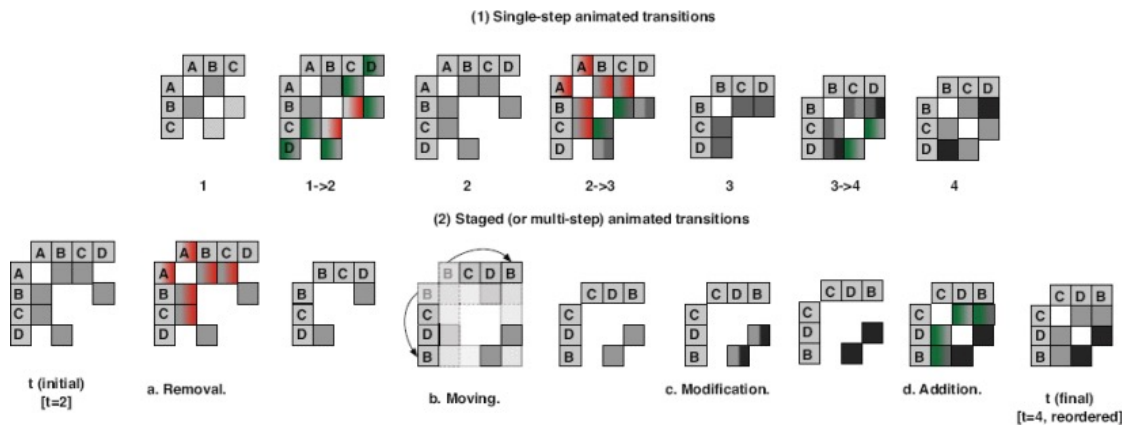 (1) Single-step animated transitions
A B C
A
B
C
A B C D
A
B
C
D
A B C D
A
B
C
D
A B C D
A
B
C
D
B C D
B
C
D
B C D
B
C
D
B C D
B
C
D
1
1->2
2
2->3
3
3->4
4
(2) Staged (or multi-step) animated transitions
A B C D
A
B
C
D
A B C D
A
B
C
D
B C D
B
C
D
B C D B
B
C
D
B
C D B
C
D
B
C D B
C
D
B
C D B
C
D
B
C D B
C
D
B
C D B
C
D
B
t (initial)
[t=2]
a. Removal.
b. Moving.
c. Modification.
d. Addition.
t (final)
[t=4, reordered]